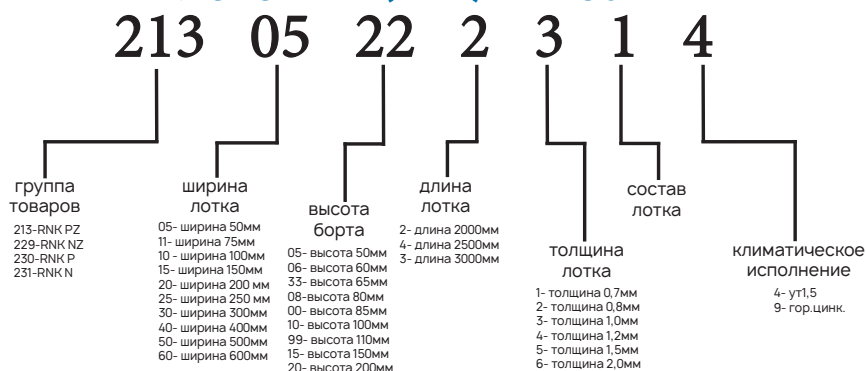 213 05 22 2 3 1 4
группа
товаров
213-RNK PZ
229-RNK NZ
230-RNK P
231-RNK N
ширина
лотка
05- ширина 50мм
11- ширина 75мм
10 - ширина 100мм
15- ширина 150мм
20- ширина 200 мм
25- ширина 250 мм
30- ширина 300мм
40- ширина 400мм
50- ширина 500мм
60- ширина 600мм
высота
борта
05- высота 50мм
06- высота 60мм
33- высота 65мм
08-высота 80мм
00- высота 85мм
10- высота 100мм
99- высота 110мм
15- высота 150мм
20- высота 200мм
длина
лотка
2- длина 2000мм
4- длина 2500мм
3- длина 3000мм
толщина
лотка
1- толщина 0,7мм
2- толщина 0,8мм
3- толщина 1,0мм
4- толщина 1,2мм
5- толщина 1,5мм
6- толщина 2,0мм
состав
лотка
климатическое
исполнение
4- ут1,5
9- гор.цинк.